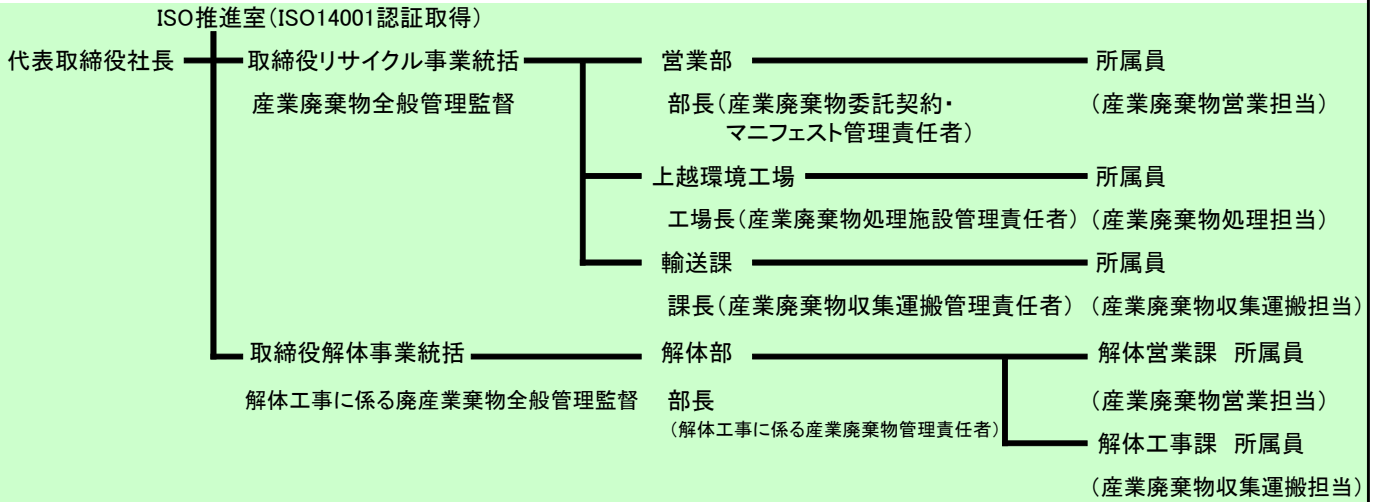 ISO推進室(ISO14001認証取得)
代表取締役社長 取締役リサイクル事業統括 営業部 所属員
産業廃棄物全般管理監督 部長(産業廃棄物委託契約・ (産業廃棄物営業担当)
マニフェスト管理責任者)
上越環境工場 所属員
工場長(産業廃棄物処理施設管理責任者) (産業廃棄物処理担当)
輸送課 所属員
課長(産業廃棄物収集運搬管理責任者) (産業廃棄物収集運搬担当)
取締役解体事業統括 解体部 解体営業課 所属員
解体工事に係る廃産業棄物全般管理監督 部長 (産業廃棄物営業担当)
(解体工事に係る産業廃棄物管理責任者)
解体工事課 所属員
(産業廃棄物収集運搬担当)